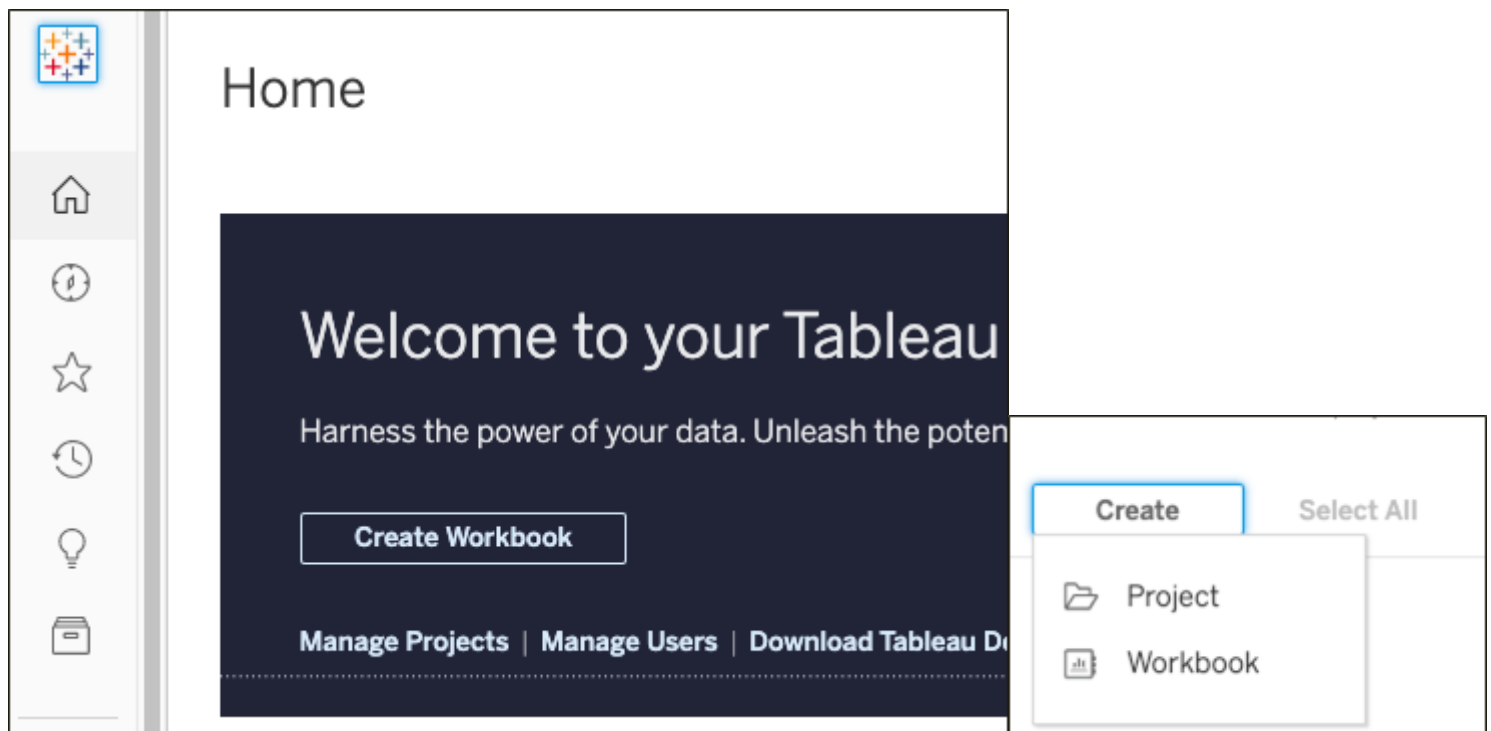 Home
Welcome to your Tableau
Harness the power of your data. Unleash the poten
Create Workbook
Manage Projects | Manage Users | Download Tableau De
Create
Select All
Project
Workbook